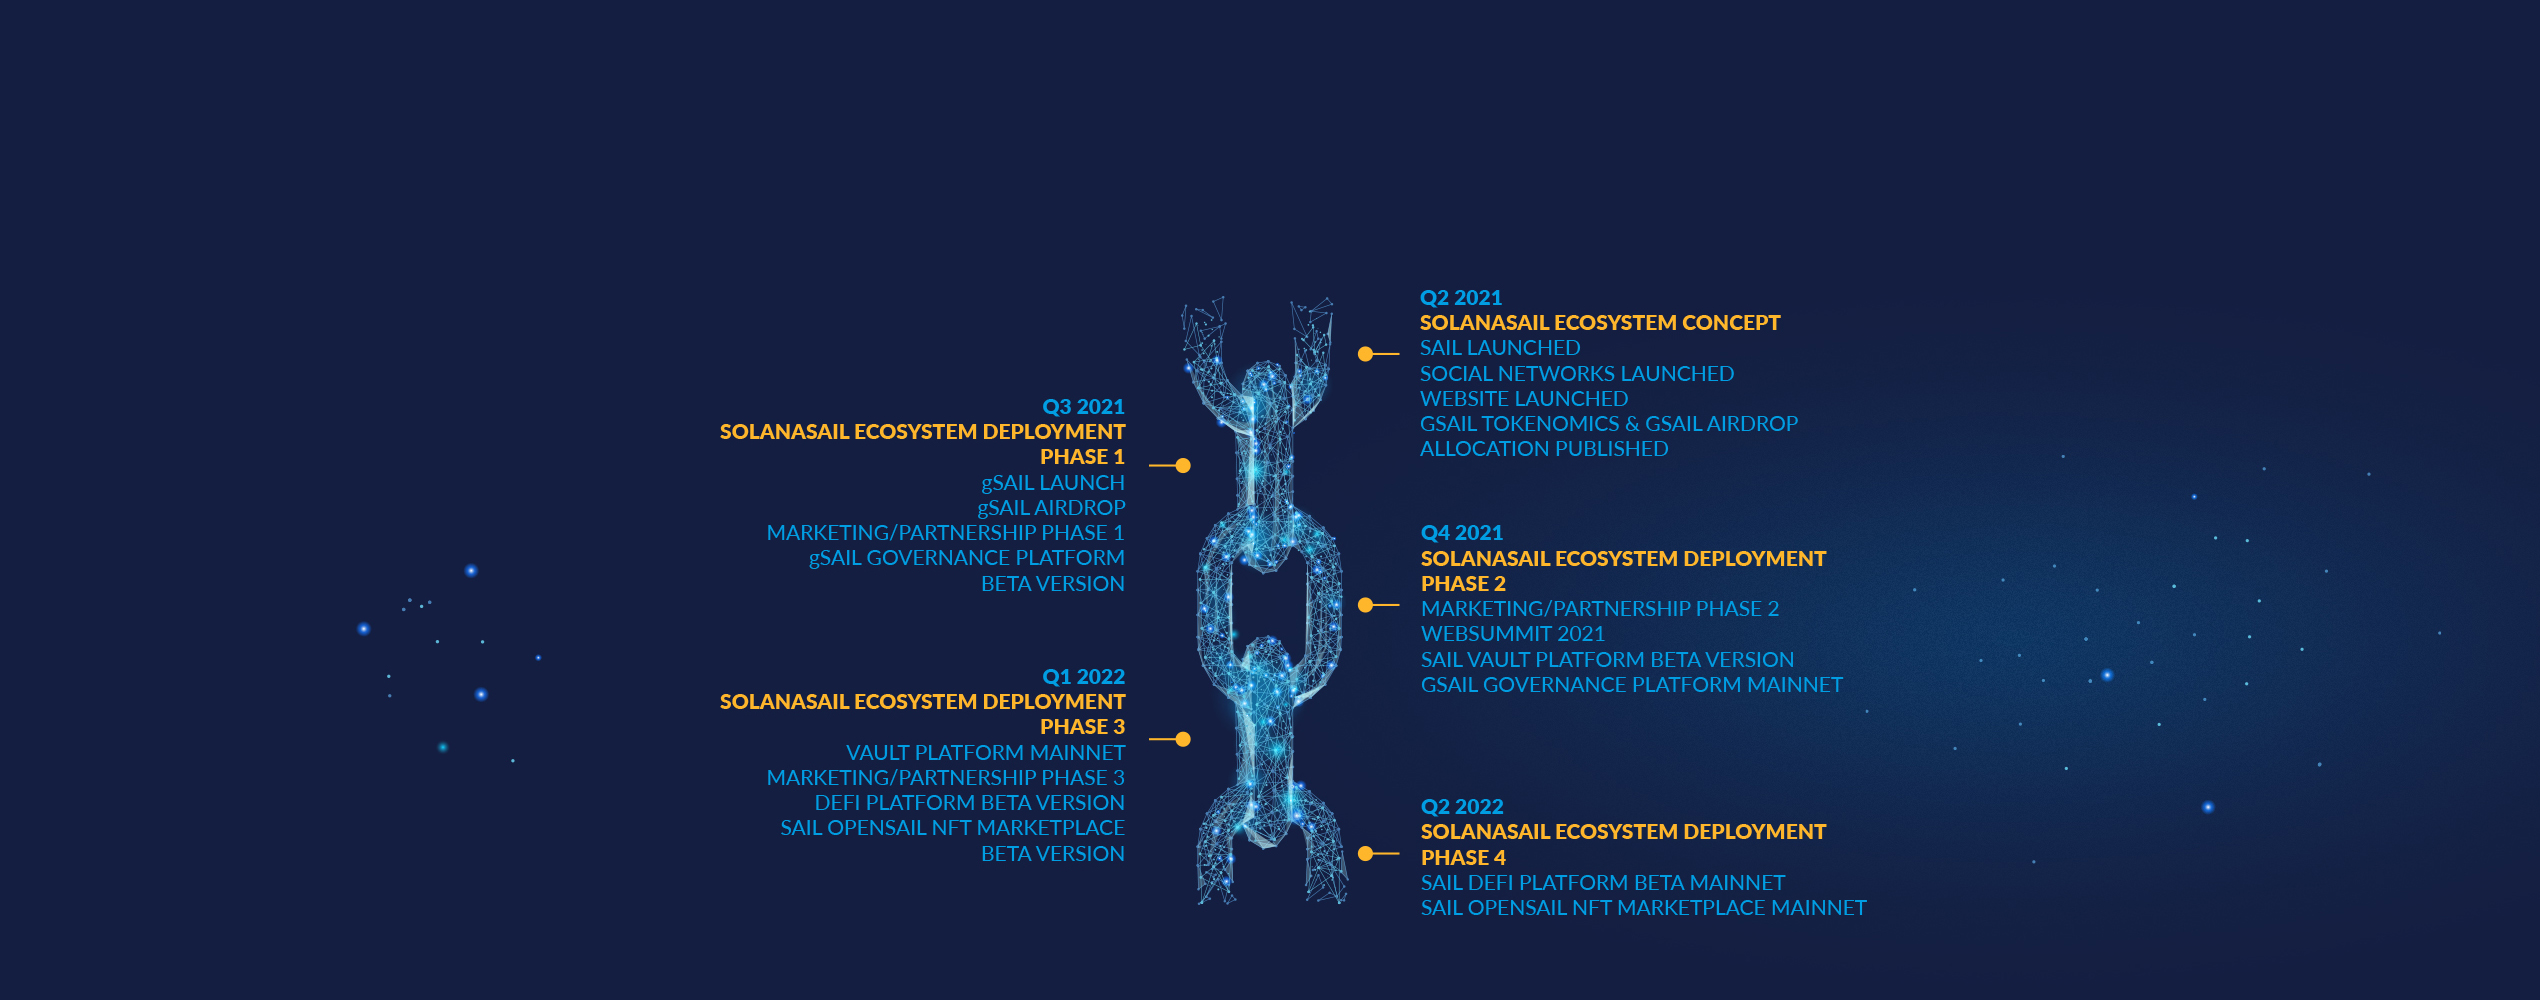 Q2 2021
SOLANASAIL ECOSYSTEM CONCEPT
SAIL LAUNCHED
SOCIAL NETWORKS LAUNCHED
WEBSITE LAUNCHED
GSAIL TOKENOMICS & GSAIL AIRDROP
ALLOCATION PUBLISHED
Q3 2021
SOLANASAIL ECOSYSTEM DEPLOYMENT
PHASE 1
gSAIL LAUNCH
gSAIL AIRDROP
MARKETING/PARTNERSHIP PHASE 1
gSAIL GOVERNANCE PLATFORM
BETA VERSION
Q4 2021
SOLANASAIL ECOSYSTEM DEPLOYMENT
PHASE 2
MARKETING/PARTNERSHIP PHASE 2
WEBSUMMIT 2021
SAIL VAULT PLATFORM BETA VERSION
GSAIL GOVERNANCE PLATFORM MAINNET
Q1 2022
SOLANASAIL ECOSYSTEM DEPLOYMENT
PHASE 3
VAULT PLATFORM MAINNET
MARKETING/PARTNERSHIP PHASE 3
DEFI PLATFORM BETA VERSION
SAIL OPENSAIL NFT MARKETPLACE
BETA VERSION
Q2 2022
SOLANASAIL ECOSYSTEM DEPLOYMENT
PHASE 4
SAIL DEFI PLATFORM BETA MAINNET
SAIL OPENSAIL NFT MARKETPLACE MAINNET